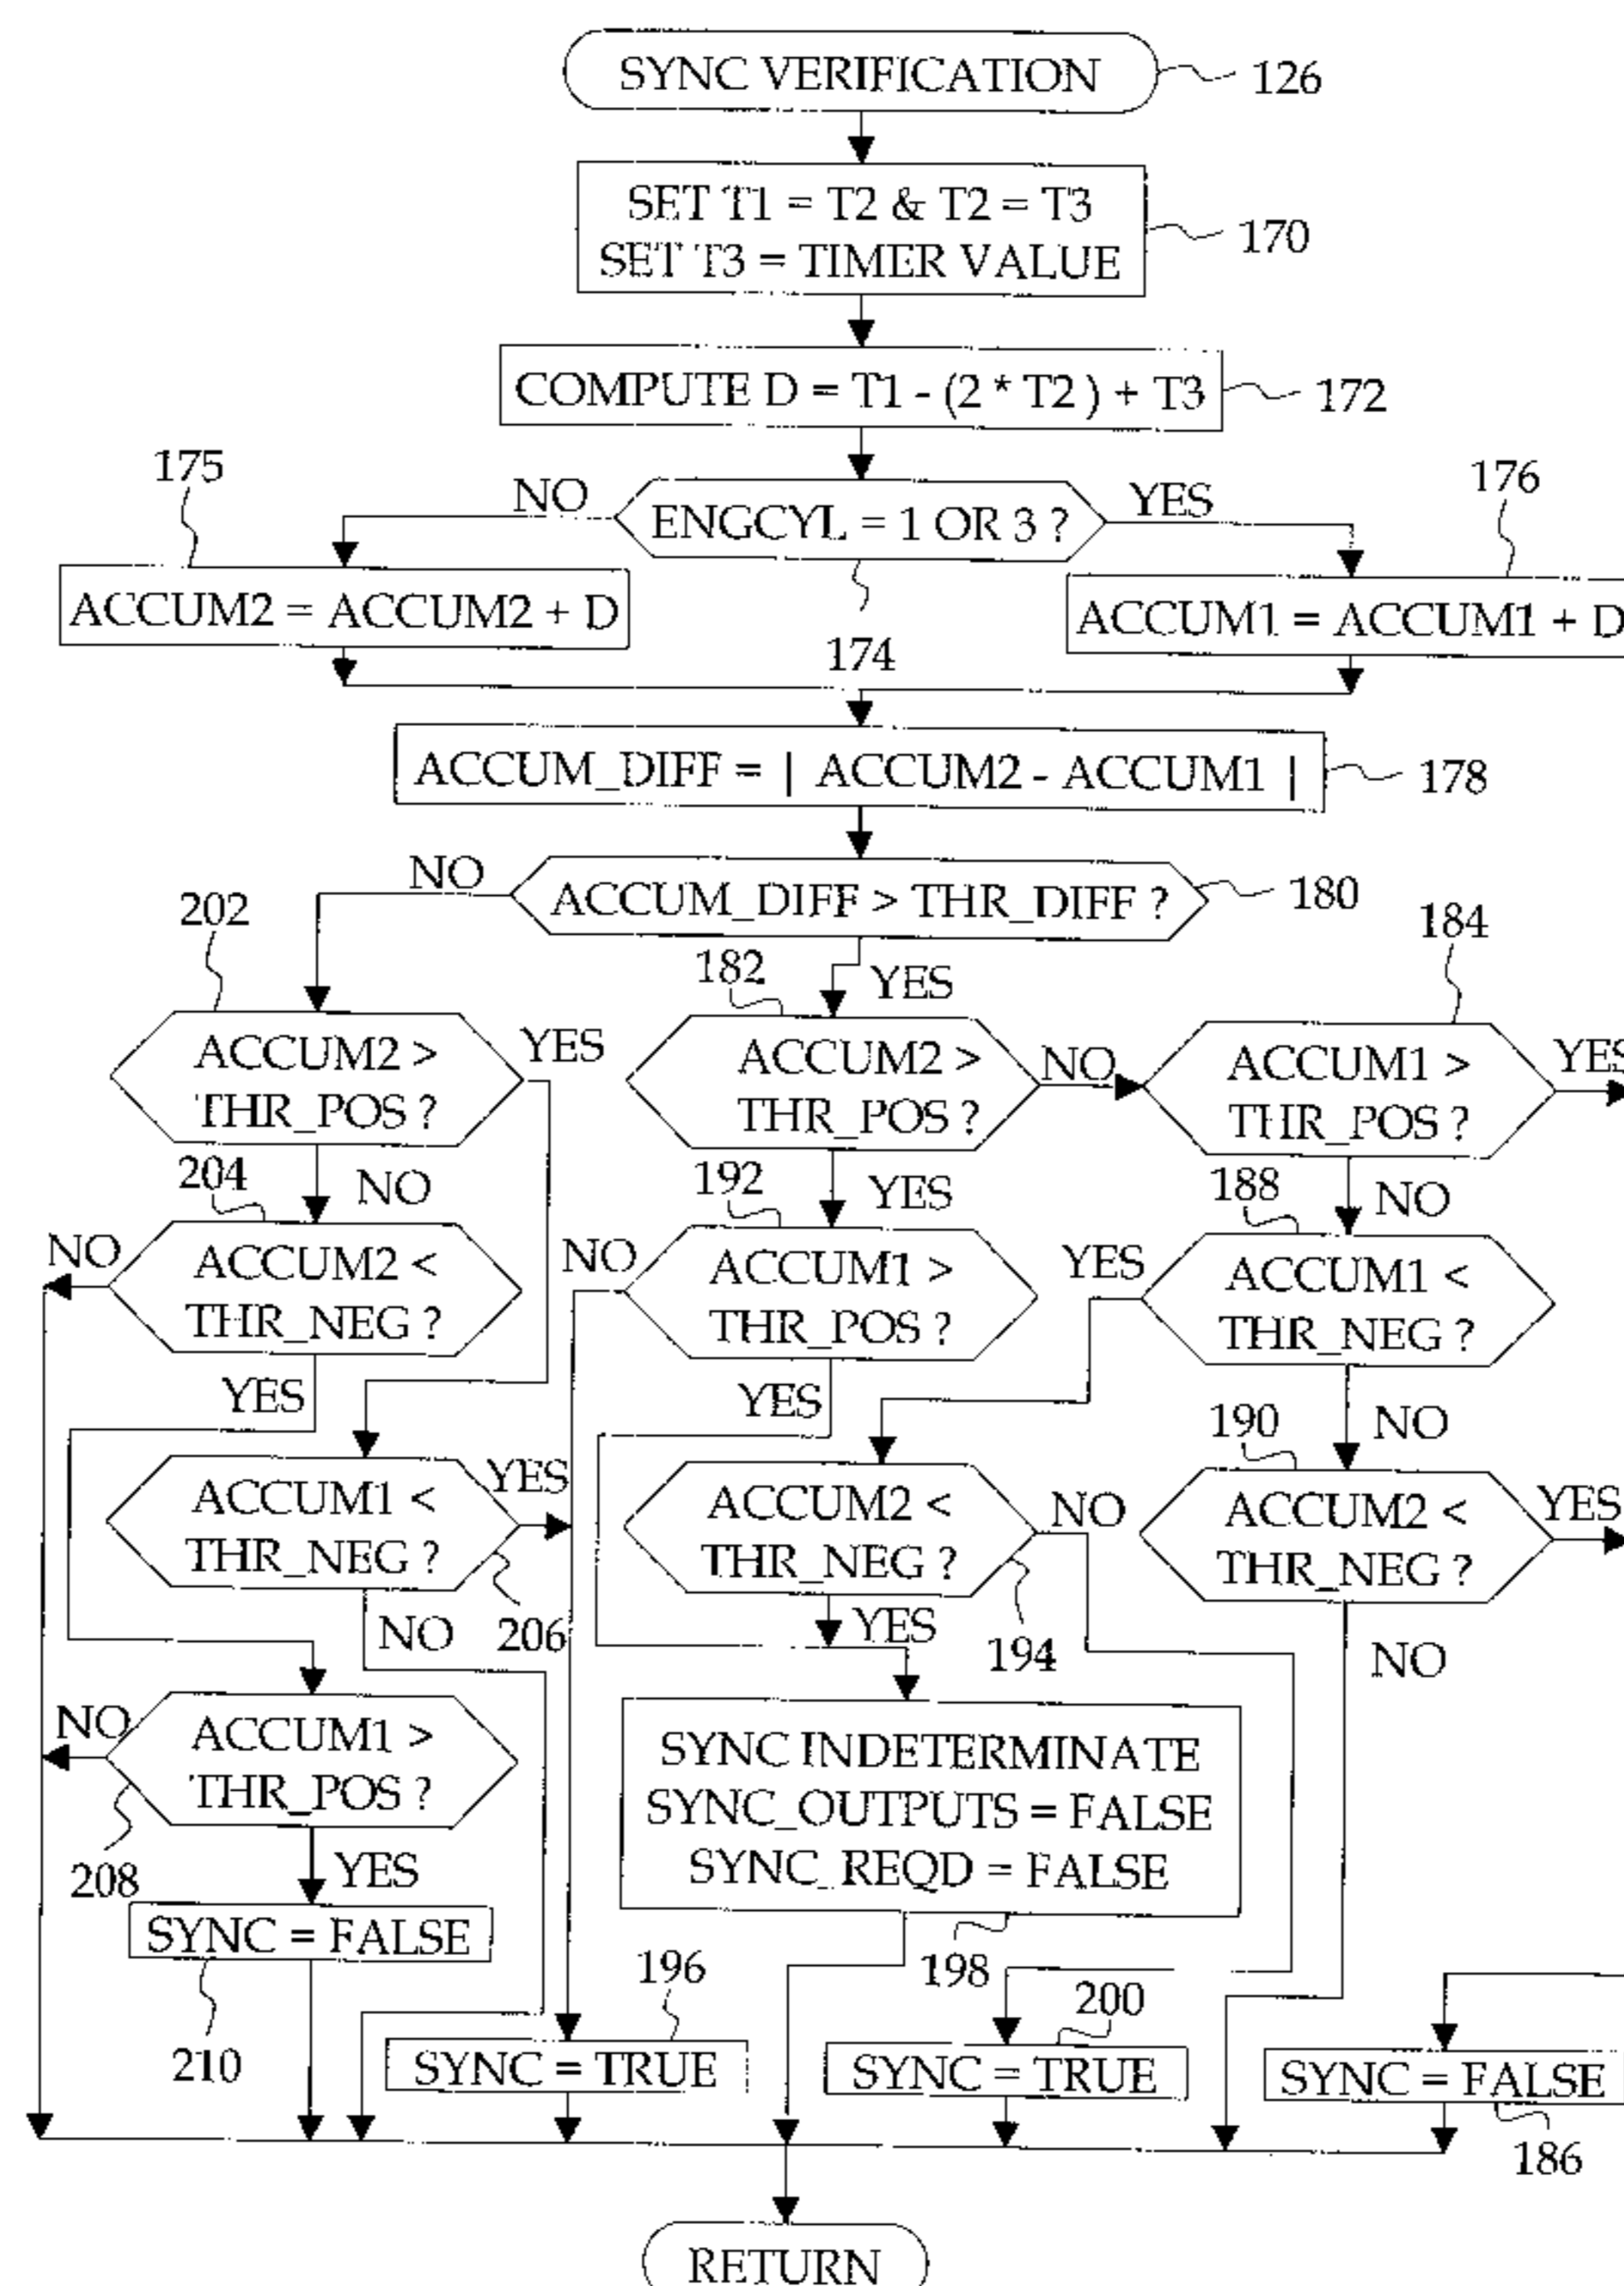 SYNC VERIFICATION
126
SET T1 = T2 & T2 = T3
SET T3 = TIMER VALUE
170
COMPUTE D = T1 - (2 * T2 ) + T3
172
175
NO
ENGCYL = 1 OR 3 ?
YES
176
ACCUM2 = ACCUM2 + D
174
ACCUM1 = ACCUM1 + D
ACCUM_DIFF = | ACCUM2 - ACCUM1 |
178
NO
ACCUM_DIFF > THR_DIFF ?
180
202
182
YES
184
ACCUM2 >
THR_POS ?
YES
ACCUM2 >
THR_POS ?
NO
ACCUM1 >
THR_POS ?
YES
204
NO
192
YES
188
NO
NO
ACCUM2 <
THR_NEG ?
NO
ACCUM1 >
THR_POS ?
YES
ACCUM1 <
THR_NEG ?
YES
YES
190
NO
ACCUM1 <
THR_NEG ?
YES
ACCUM2 <
THR_NEG ?
NO
ACCUM2 <
THR_NEG ?
YES
NO
206
YES
194
NO
NO
ACCUM1 >
THR_POS ?
SYNC INDETERMINATE
SYNC_OUTPUTS = FALSE
SYNC_REQD = FALSE
208
YES
SYNC = FALSE
196
198
200
210
SYNC = TRUE
SYNC = TRUE
SYNC = FALSE
186
RETURN